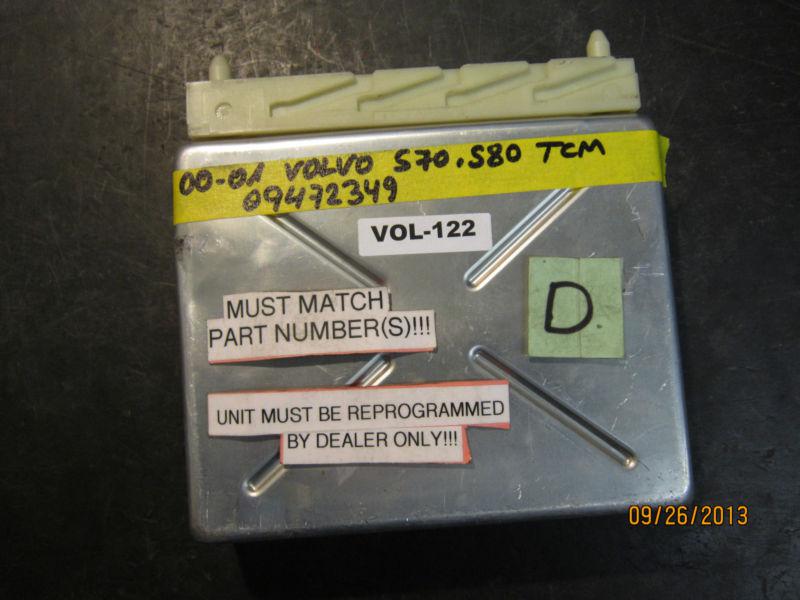 00-01 VOLVO S70.S80 TCM
09472349
VOL-122
D.
MUST MATCH
PART NUMBER(S)!!!
UNIT MUST BE REPROGRAMMED
BY DEALER ONLY!!!
09/26/2013